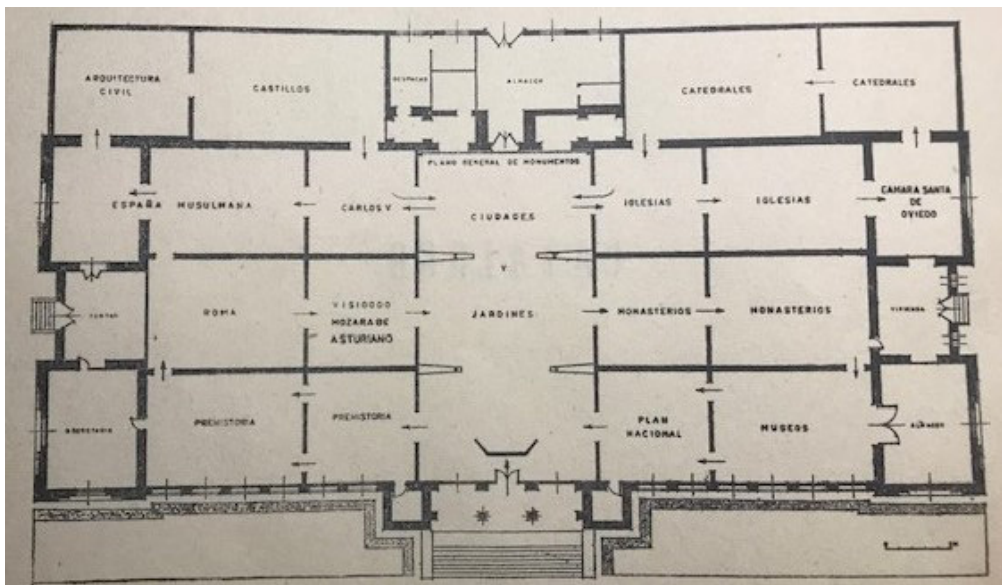 ARQUITECTURA
CIVIL
CASTILLOS
DESPACHO
ALMACEN
CATEDRALES
CATEDRALES
PLANO GENERAL DE MONUMENTOS
ESPAÑA MUSULMANA
CARLOS V
CIUDADES
IGLESIAS
IGLESIAS
CAMARA SANTA
DE
OVIEDO
Y
ROMA
VISIGODO
MOZARABE
ASTURIANO
JARDINES
MONASTERIOS
MONASTERIOS
VIVIENDA
SECRETARIA
PREHISTORIA
PREHISTORIA
PLAN
NACIONAL
MUSEOS